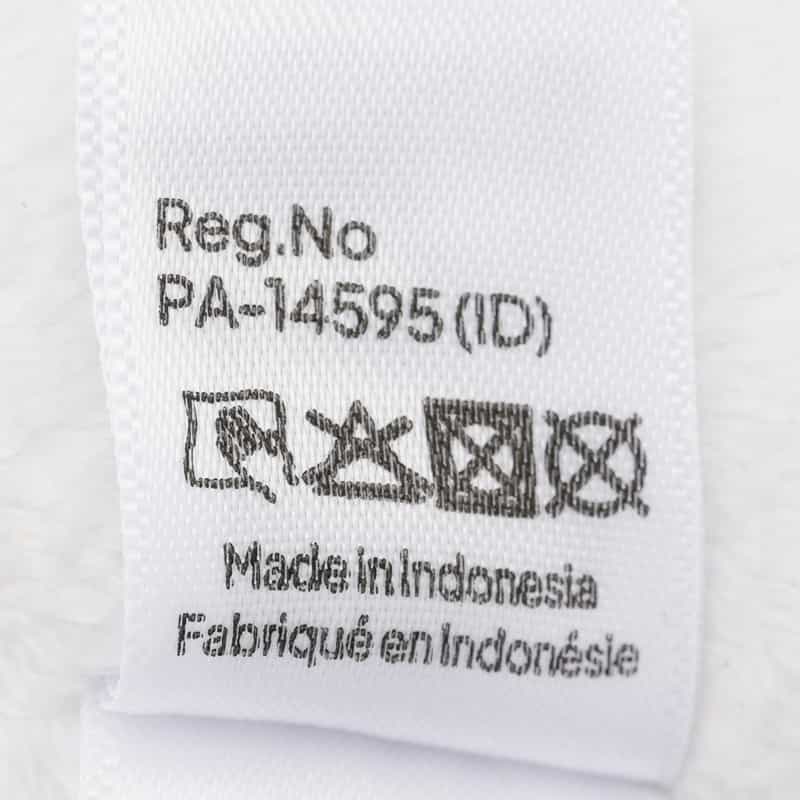 Reg.No
PA-14595(ID)
Made in Indonesia
Fabriqué en Indonésie